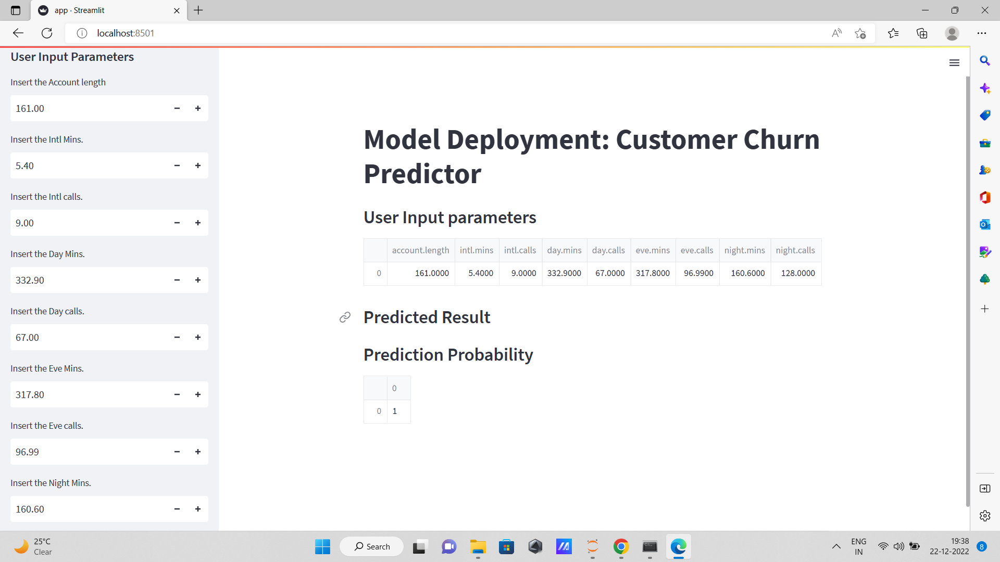 app · Streamlit
localhost:8501
User Input Parameters
Insert the Account length
161.00
Insert the Intl Mins.
5.40
Insert the Intl calls.
9.00
Insert the Day Mins.
332.90
Insert the Day calls.
67.00
Insert the Eve Mins.
317.80
Insert the Eve calls.
96.99
Insert the Night Mins.
160.60
Model Deployment: Customer Churn
Predictor
User Input parameters
account.length intl.mins intl.calls day.mins day.calls eve.mins eve.calls night.mins night.calls
0 161.0000 5.4000 9.0000 332.9000 67.0000 317.8000 96.9900 160.6000 128.0000
Predicted Result
Prediction Probability
0
0 1
25°C
Clear
Search
ENG
IN
19:38
22-12-2022
8